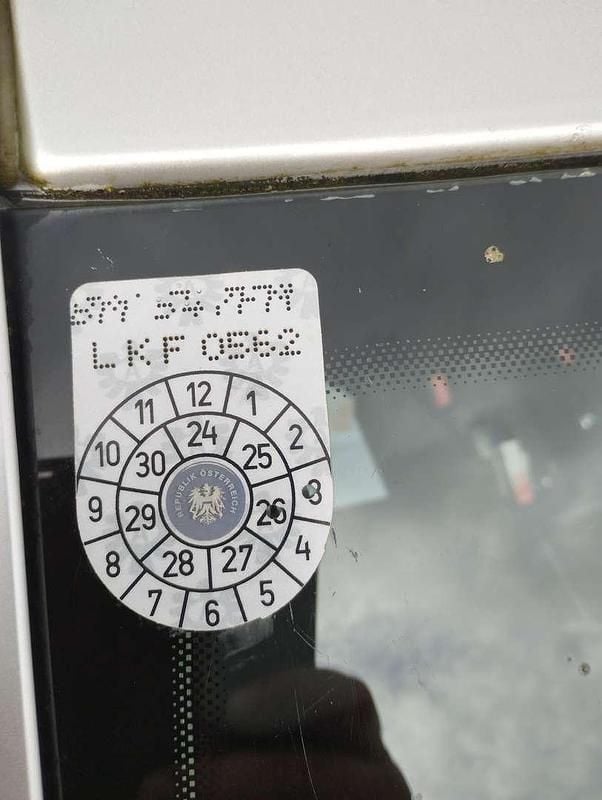 LKF 0562
12 1 2 3 4 5 6 7 8 9 10 11
24 25 26 27 28 29 30
REPUBLIK ÖSTERREICH